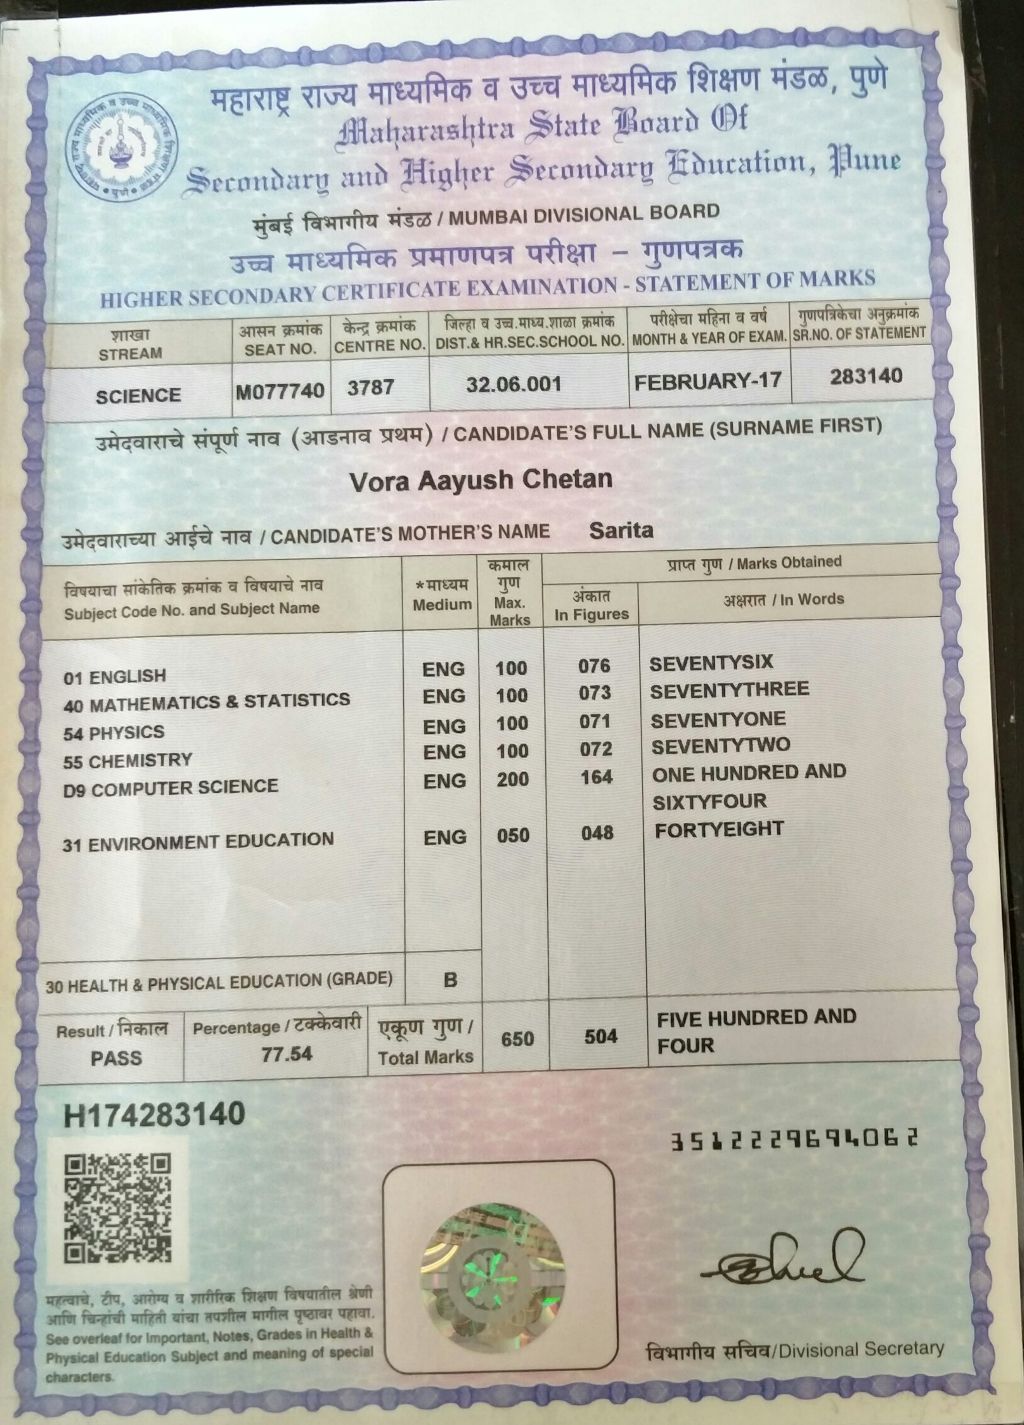 महाराष्ट्र राज्य माध्यमिक व उच्च माध्यमिक शिक्षण मंडळ, पुणे
Maharashtra State Board Of
Secondary and Higher Secondary Education, Pune
मुंबई विभागीय मंडळ / MUMBAI DIVISIONAL BOARD
उच्च माध्यमिक प्रमाणपत्र परीक्षा – गुणपत्रक
HIGHER SECONDARY CERTIFICATE EXAMINATION - STATEMENT OF MARKS
शाखा आसन क्रमांक केन्द्र क्रमांक जिल्हा व उच्च.माध्य.शाळा क्रमांक परीक्षेचा महिना व वर्ष गुणपत्रिकेचा अनुक्रमांक
STREAM SEAT NO. CENTRE NO. DIST.& HR.SEC.SCHOOL NO. MONTH & YEAR OF EXAM. SR.NO. OF STATEMENT
SCIENCE M077740 3787 32.06.001 FEBRUARY-17 283140
उमेदवाराचे संपूर्ण नाव (आडनाव प्रथम) / CANDIDATE'S FULL NAME (SURNAME FIRST)
Vora Aayush Chetan
उमेदवाराच्या आईचे नाव / CANDIDATE'S MOTHER'S NAME Sarita
विषयाचा सांकेतिक क्रमांक व विषयाचे नाव
Subject Code No. and Subject Name
*माध्यम
Medium
कमाल
गुण
Max.
Marks
प्राप्त गुण / Marks Obtained
अंकात
In Figures
अक्षरात / In Words
01 ENGLISH ENG 100 076 SEVENTYSIX
40 MATHEMATICS & STATISTICS ENG 100 073 SEVENTYTHREE
54 PHYSICS ENG 100 071 SEVENTYONE
55 CHEMISTRY ENG 100 072 SEVENTYTWO
D9 COMPUTER SCIENCE ENG 200 164 ONE HUNDRED AND
SIXTYFOUR
31 ENVIRONMENT EDUCATION ENG 050 048 FORTYEIGHT
30 HEALTH & PHYSICAL EDUCATION (GRADE) B
Result / निकाल
PASS
Percentage / टक्केवारी
77.54
एकूण गुण /
Total Marks
650 504
FIVE HUNDRED AND
FOUR
H174283140
3512229694062
महत्वाचे, टीप, आरोग्य व शारीरिक शिक्षण विषयातील श्रेणी
आणि चिन्हांची माहिती यांचा तपशील मागील पृष्ठावर पहावा.
See overleaf for Important, Notes, Grades in Health &
Physical Education Subject and meaning of special
characters.
विभागीय सचिव/Divisional Secretary